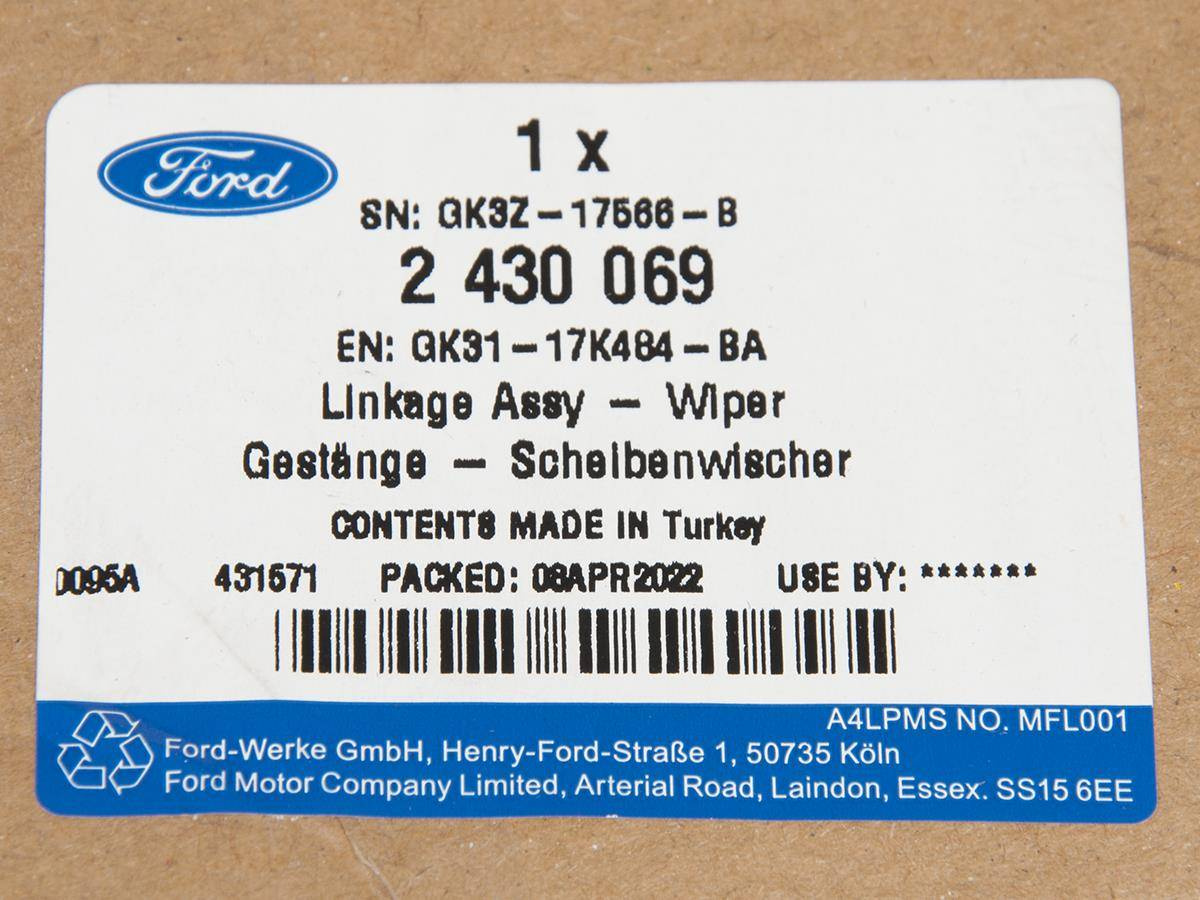 Ford
1 x
SN: GK3Z-17566-B
2 430 069
EN: GK31-17K484-BA
Linkage Assy - Wiper
Gestänge - Scheibenwischer
CONTENTS MADE IN Turkey
0095A 431571 PACKED: 08APR2022 USE BY: *******
A4LPMS NO. MFL001
Ford-Werke GmbH, Henry-Ford-Straße 1, 50735 Köln
Ford Motor Company Limited, Arterial Road, Laindon, Essex. SS15 6EE